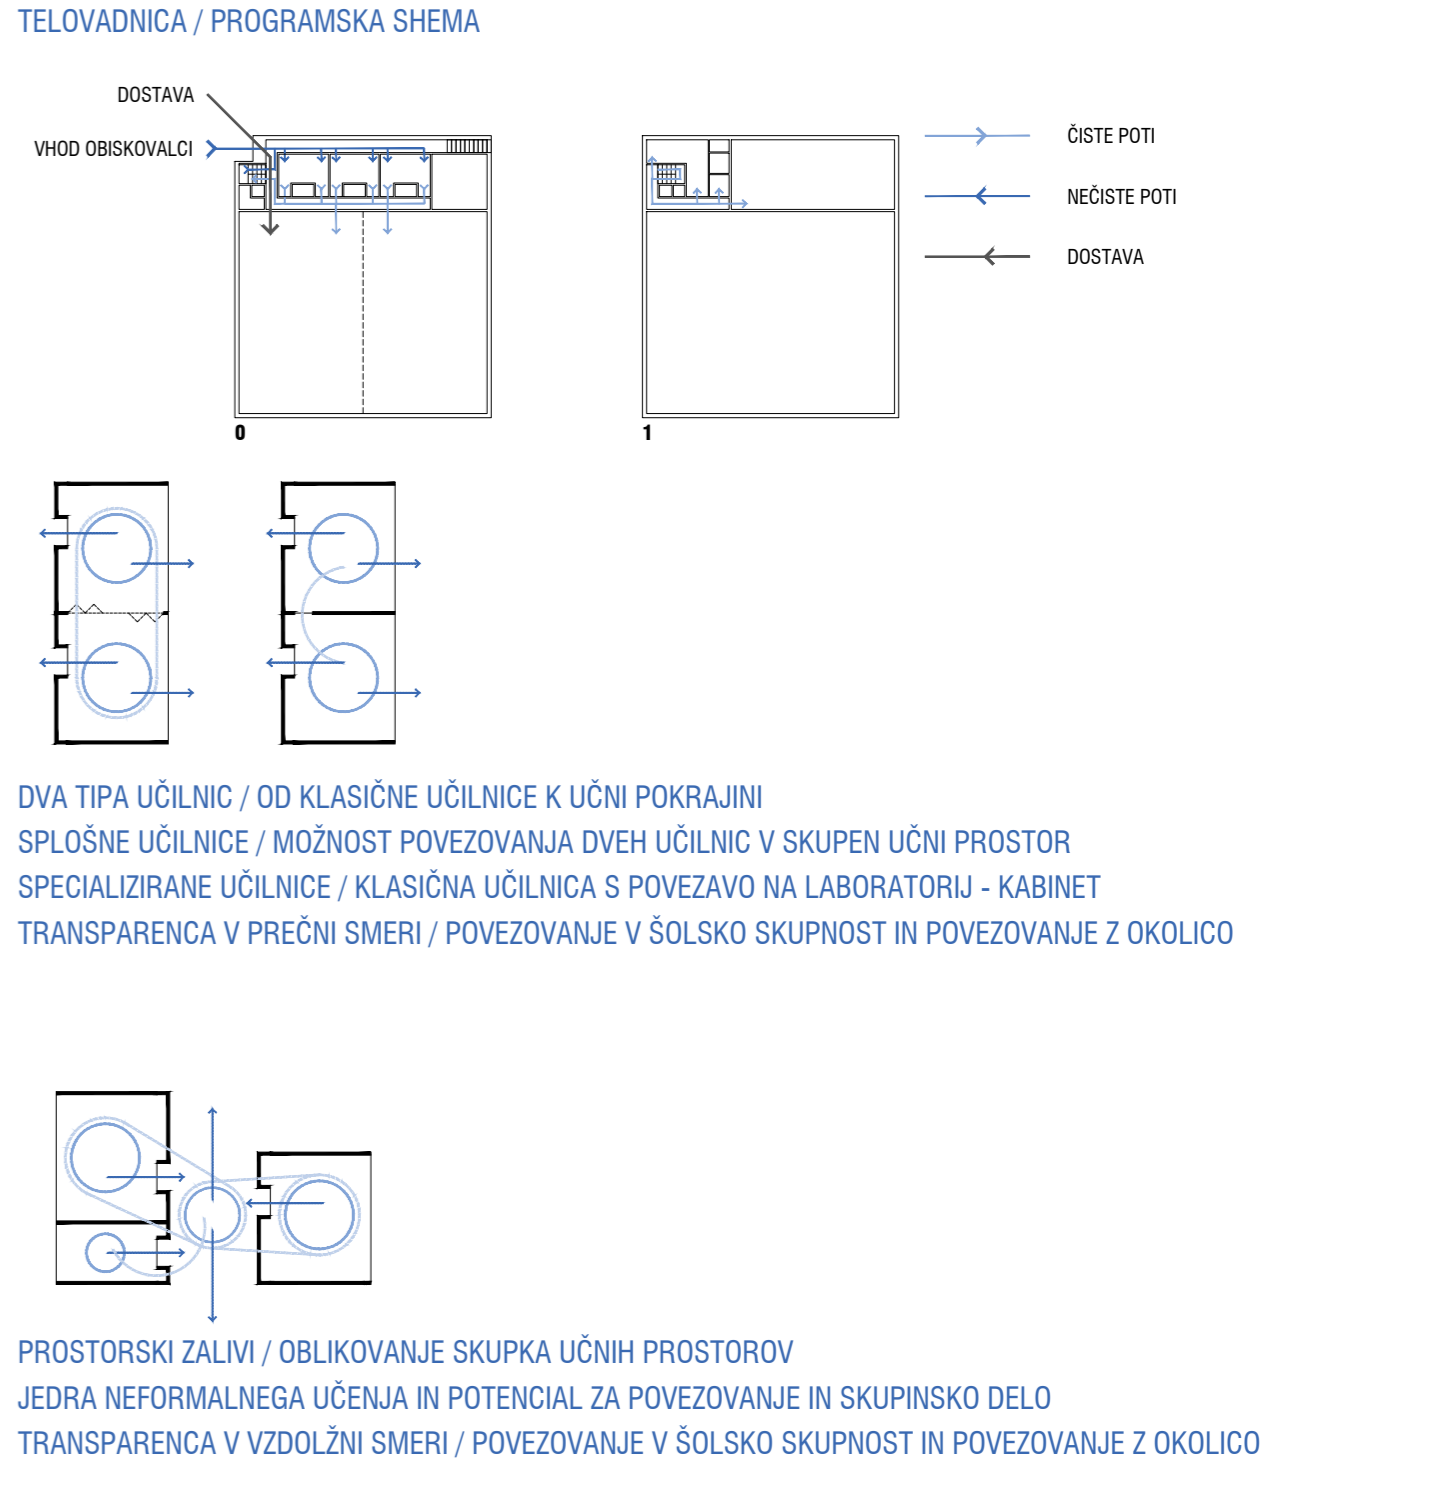 TELOVADNICA / PROGRAMSKA SHEMA
DOSTAVA
VHOD OBISKOVALCI
ČISTE POTI
NEČISTE POTI
DOSTAVA
0
1
DVA TIPA UČILNIC / OD KLASIČNE UČILNICE K UČNI POKRAJINI
SPLOŠNE UČILNICE / MOŽNOST POVEZOVANJA DVEH UČILNIC V SKUPEN UČNI PROSTOR
SPECIALIZIRANE UČILNICE / KLASIČNA UČILNICA S POVEZAVO NA LABORATORIJ - KABINET
TRANSPARENCA V PREČNI SMERI / POVEZOVANJE V ŠOLSKO SKUPNOST IN POVEZOVANJE Z OKOLICO
PROSTORSKI ZALIVI / OBLIKOVANJE SKUPKA UČNIH PROSTOROV
JEDRA NEFORMALNEGA UČENJA IN POTENCIAL ZA POVEZOVANJE IN SKUPINSKO DELO
TRANSPARENCA V VZDOLŽNI SMERI / POVEZOVANJE V ŠOLSKO SKUPNOST IN POVEZOVANJE Z OKOLICO